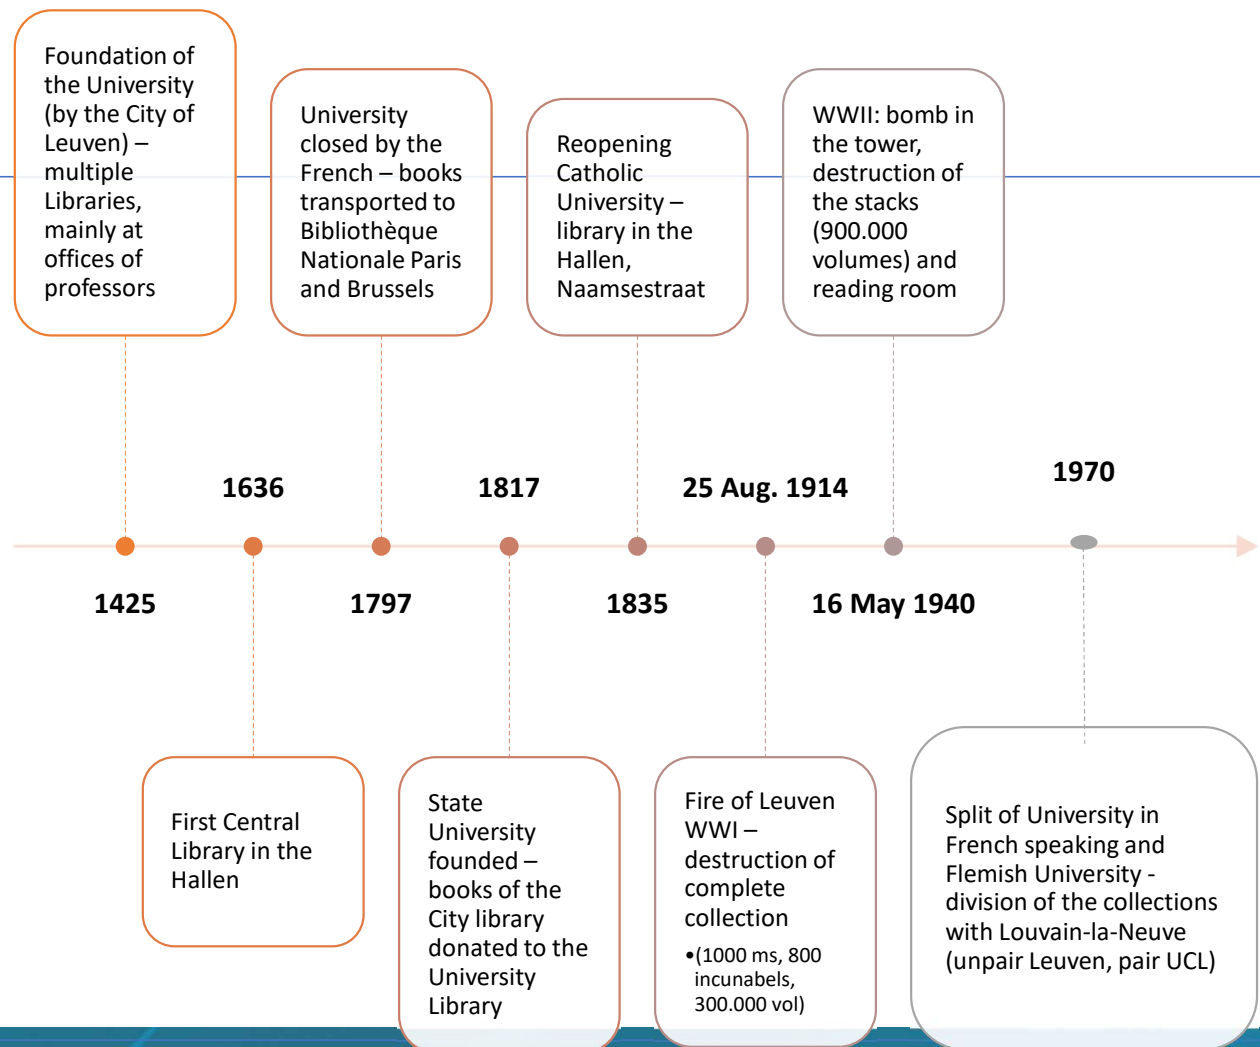 Foundation of
the University
(by the City of
Leuven) –
multiple
Libraries,
mainly at
offices of
professors
University
closed by the
French – books
transported to
Bibliothèque
Nationale Paris
and Brussels
Reopening
Catholic
University –
library in the
Hallen,
Naamsestraat
WWII: bomb in
the tower,
destruction of
the stacks
(900.000
volumes) and
reading room
1636
1817
25 Aug. 1914
1970
1425
1797
1835
16 May 1940
First Central
Library in the
Hallen
State
University
founded –
books of the
City library
donated to the
University
Library
Fire of Leuven
WWI –
destruction of
complete
collection
•(1000 ms, 800
incunabels,
300.000 vol)
Split of University in
French speaking and
Flemish University -
division of the collections
with Louvain-la-Neuve
(unpair Leuven, pair UCL)